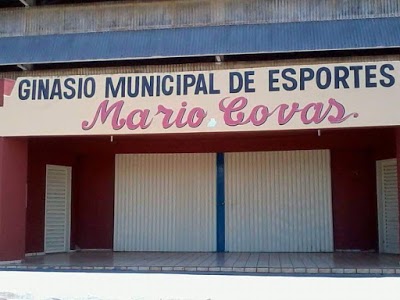 GINASIO MUNICIPAL DE ESPORTES
Mario Covas